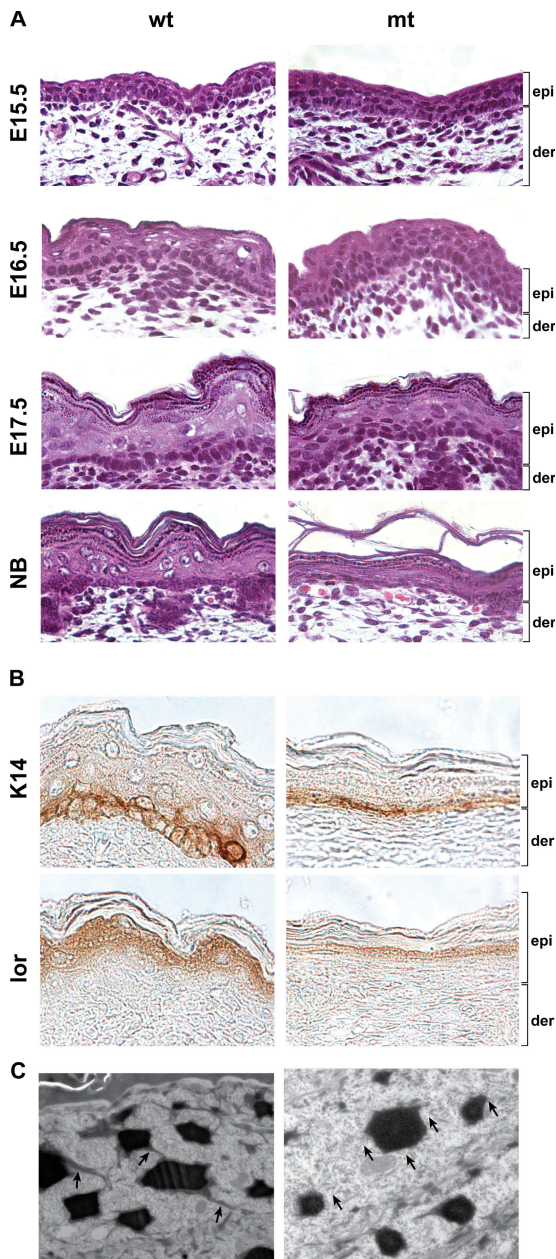 A
wt mt
E15.5
epi
der
E16.5
epi
der
E17.5
epi
der
NB
epi
der
B
K14
epi
der
lor
epi
der
C